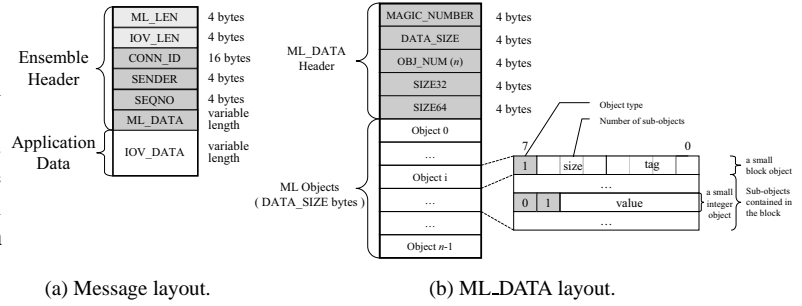 ML_LEN 4 bytes
IOV_LEN 4 bytes
CONN_ID 16 bytes
SENDER 4 bytes
SEQNO 4 bytes
ML_DATA variable length
Ensemble Header
Application Data
IOV_DATA variable length
(a) Message layout.
MAGIC_NUMBER 4 bytes
DATA_SIZE 4 bytes
OBJ_NUM (n) 4 bytes
SIZE32 4 bytes
SIZE64 4 bytes
ML_DATA Header
Object 0
...
Object i
...
...
Object n-1
ML Objects
( DATA_SIZE bytes)
Object type
Number of sub-objects
7 0
1 size tag
...
0 1 value
...
a small block object
a small integer object
Sub-objects contained in the block
(b) ML_DATA layout.